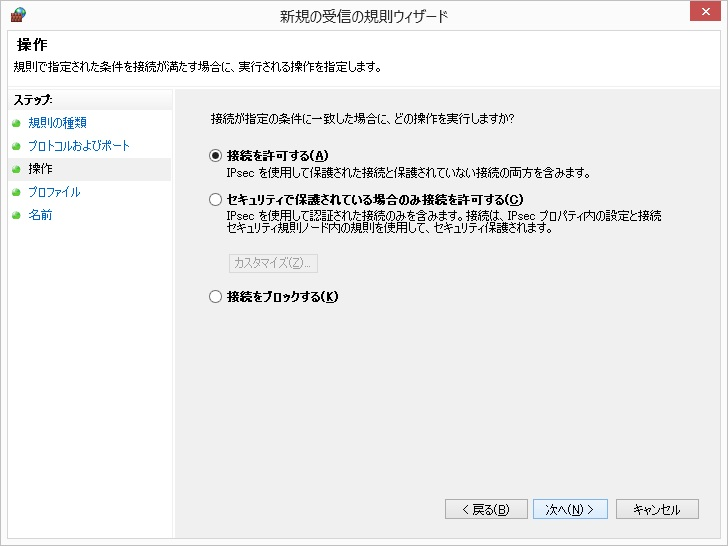 新規の受信の規則ウィザード
操作
規則で指定された条件を接続が満たす場合に、実行される操作を指定します。
ステップ:
規則の種類
プロトコルおよびポート
操作
プロファイル
名前
接続が指定の条件に一致した場合に、どの操作を実行しますか?
接続を許可する(A)
IPsec を使用して保護された接続と保護されていない接続の両方を含みます。
セキュリティで保護されている場合のみ接続を許可する(C)
IPsec を使用して認証された接続のみを含みます。接続は、IPsec プロパティ内の設定と接続
セキュリティ規則ノード内の規則を使用して、セキュリティ保護されます。
カスタマイズ(Z)...
接続をブロックする(K)
< 戻る(B)
次へ(N) >
キャンセル